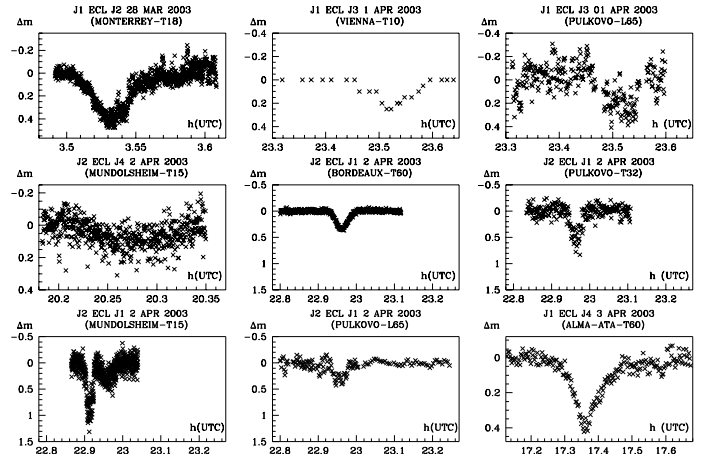 J1 ECL J2 28 MAR 2003
(MONTERREY-T18)
Δm
-0.2
0
0.2
0.4
h(UTC)
3.5
3.55
3.6
J1 ECL J3 1 APR 2003
(VIENNA-T10)
Δm
-0.4
-0.2
0
0.2
0.4
h(UTC)
23.3
23.4
23.5
23.6
J1 ECL J3 01 APR 2003
(PULKOVO-L65)
Δm
-0.4
-0.2
0
0.2
0.4
h(UTC)
23.3
23.4
23.5
23.6
J2 ECL J4 2 APR 2003
(MUNDOLSHEIM-T15)
Δm
-0.2
0
0.2
0.4
h(UTC)
20.2
20.25
20.3
20.35
J2 ECL J1 2 APR 2003
(BORDEAUX-T60)
Δm
-0.5
0
0.5
1
1.5
h(UTC)
22.8
22.9
23
23.1
23.2
J2 ECL J1 2 APR 2003
(PULKOVO-T32)
Δm
-0.5
0
0.5
1
1.5
h (UTC)
22.8
22.9
23
23.1
23.2
J2 ECL J1 2 APR 2003
(MUNDOLSHEIM-T15)
Δm
-0.5
0
0.5
1
1.5
h(UTC)
22.8
22.9
23
23.1
23.2
J2 ECL J1 2 APR 2003
(PULKOVO-L65)
Δm
-0.5
0
0.5
1
1.5
h(UTC)
22.8
22.9
23
23.1
23.2
J1 ECL J4 3 APR 2003
(ALMA-ATA-T60)
Δm
0
0.2
0.4
h (UTC)
17.2
17.3
17.4
17.5
17.6